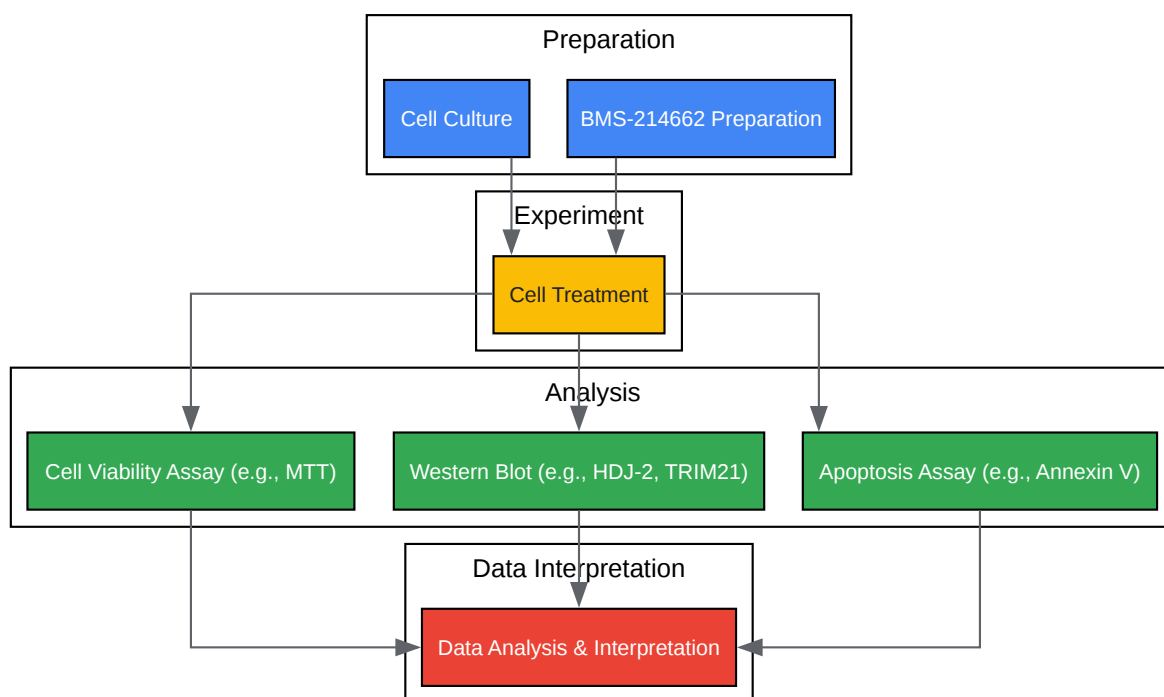 Preparation
Cell Culture
BMS-214662 Preparation
Experiment
Cell Treatment
Analysis
Cell Viability Assay (e.g., MTT)
Western Blot (e.g., HDJ-2, TRIM21)
Apoptosis Assay (e.g., Annexin V)
Data Interpretation
Data Analysis & Interpretation